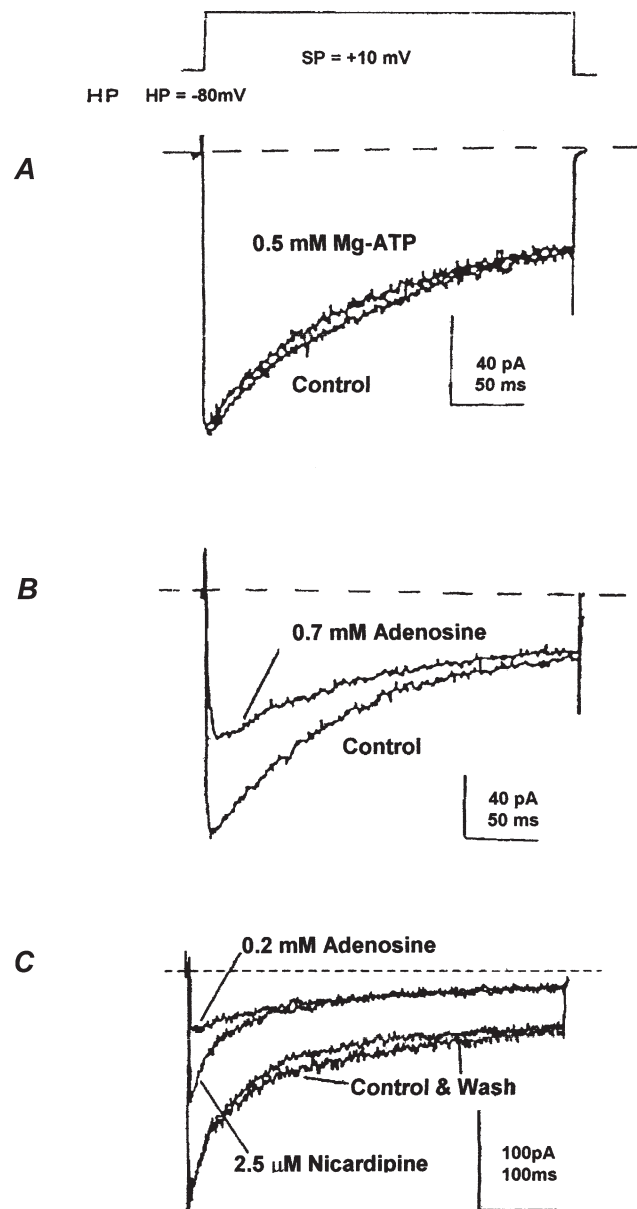 SP = +10 mV
HP HP = -80mV
A
0.5 mM Mg-ATP
Control
40 pA
50 ms
B
0.7 mM Adenosine
Control
40 pA
50 ms
C
0.2 mM Adenosine
Control & Wash
2.5 μM Nicardipine
100pA
100ms